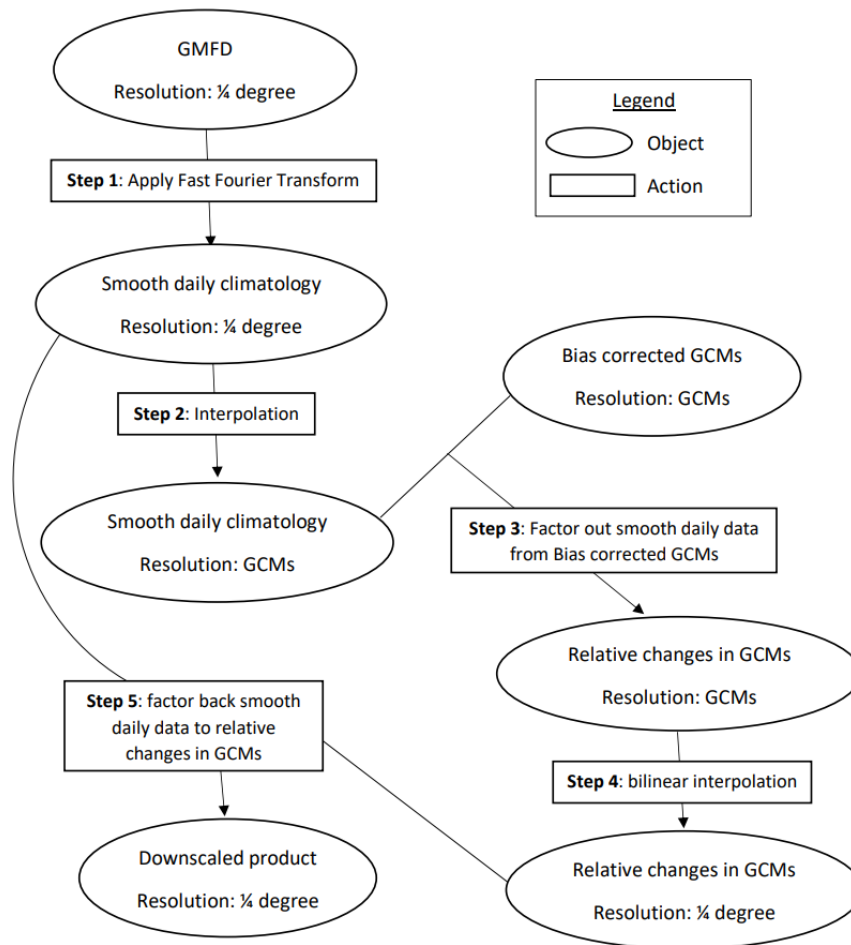 GMFD
Resolution: ¼ degree
Legend
Object
Action
Step 1: Apply Fast Fourier Transform
Smooth daily climatology
Resolution: ¼ degree
Bias corrected GCMs
Resolution: GCMs
Step 2: Interpolation
Smooth daily climatology
Resolution: GCMs
Step 3: Factor out smooth daily data
from Bias corrected GCMs
Relative changes in GCMs
Resolution: GCMs
Step 5: factor back smooth
daily data to relative
changes in GCMs
Step 4: bilinear interpolation
Downscaled product
Resolution: ¼ degree
Relative changes in GCMs
Resolution: ¼ degree